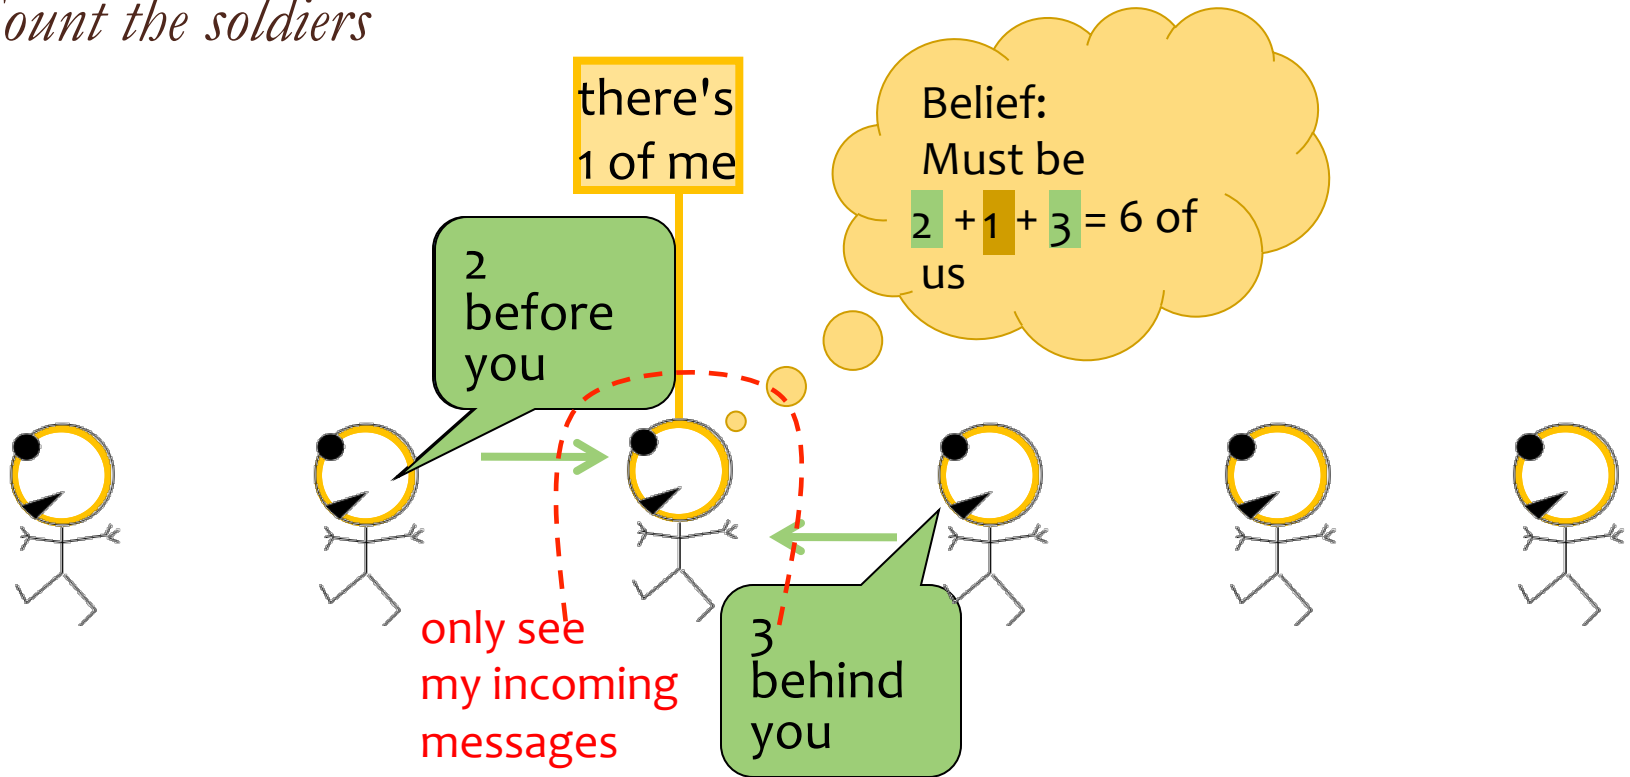 ount the soldiers
there's
1 of me
Belief:
Must be
2 + 1 + 3 = 6 of
us
2
before
you
only see
my incoming
messages
3
behind
you